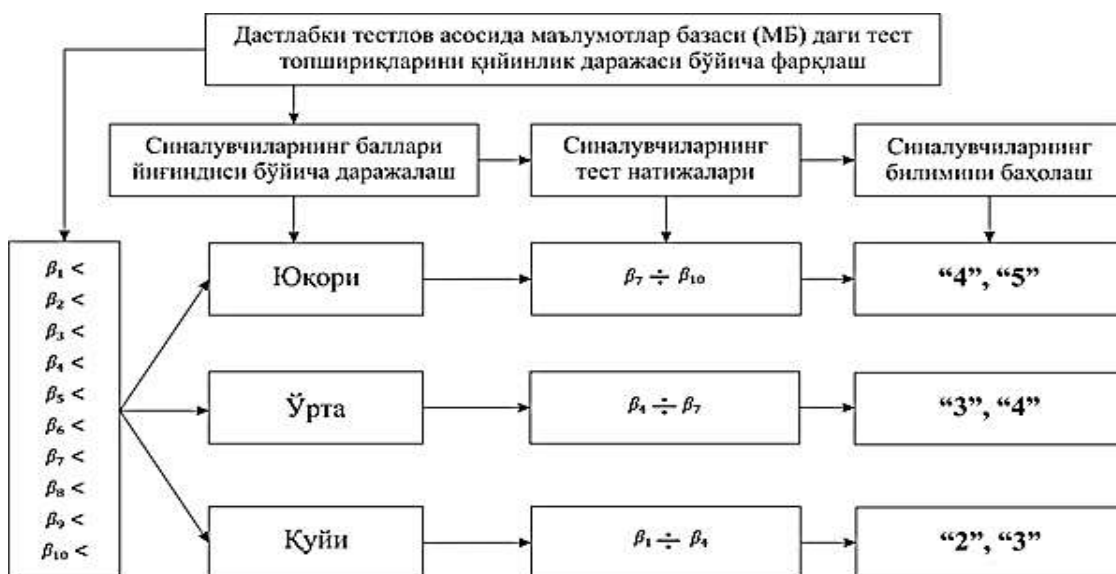 Дастлабки тестлов асосида маълумотлар базаси (МБ) даги тест
топшириқларини қийинлик даражаси бўйича фарқлаш
Синалувчиларнинг баллари
йиғиндиси бўйича даражалаш
Синалувчиларнинг
тест натижалари
Синалувчиларнинг
билимини баҳолаш
β₁ <
β₂ <
β₃ <
β₄ <
β₅ <
β₆ <
β₇ <
β₈ <
β₉ <
β₁₀ <
Юқори
β₇ ÷ β₁₀
“4”, “5”
Ўрта
β₄ ÷ β₇
“3”, “4”
Қуйи
β₁ ÷ β₄
“2”, “3”